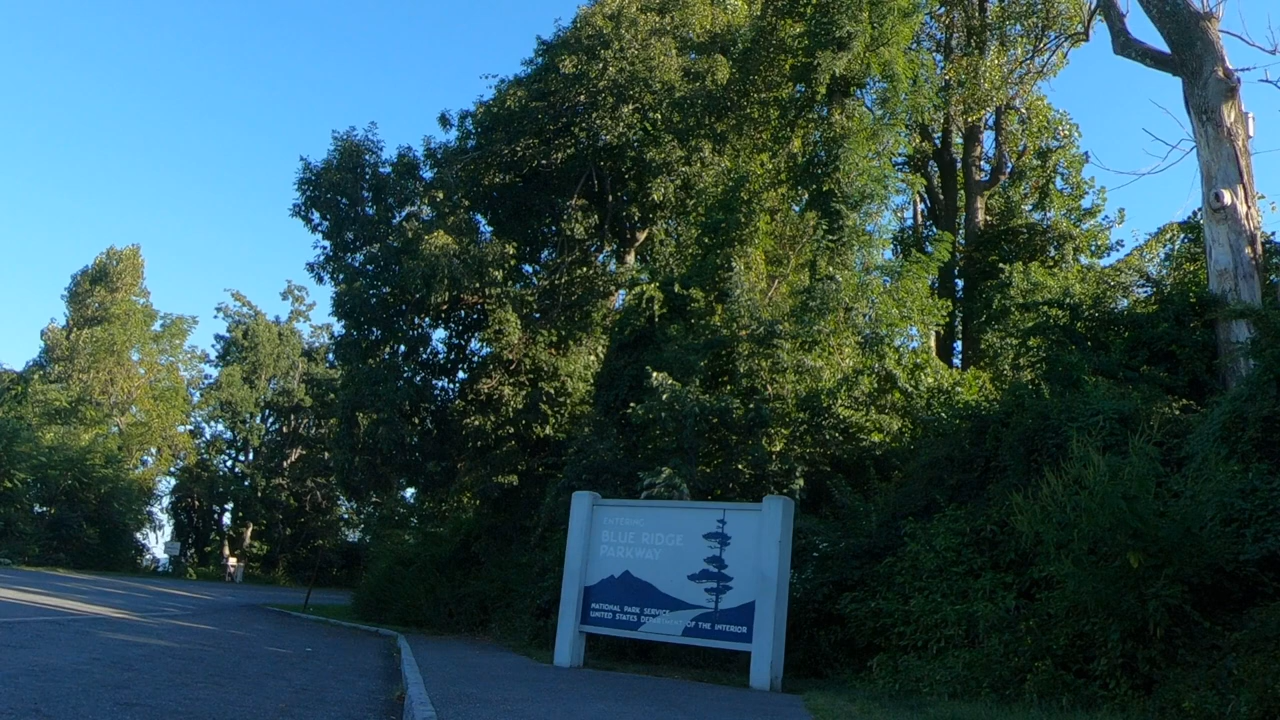 ENTERING
BLUE RIDGE
PARKWAY
NATIONAL PARK SERVICE
UNITED STATES DEPARTMENT OF THE INTERIOR